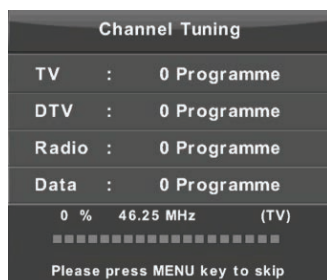 Channel Tuning
TV : 0 Programme
DTV : 0 Programme
Radio : 0 Programme
Data : 0 Programme
0 % 46.25 MHz (TV)
Please press MENU key to skip